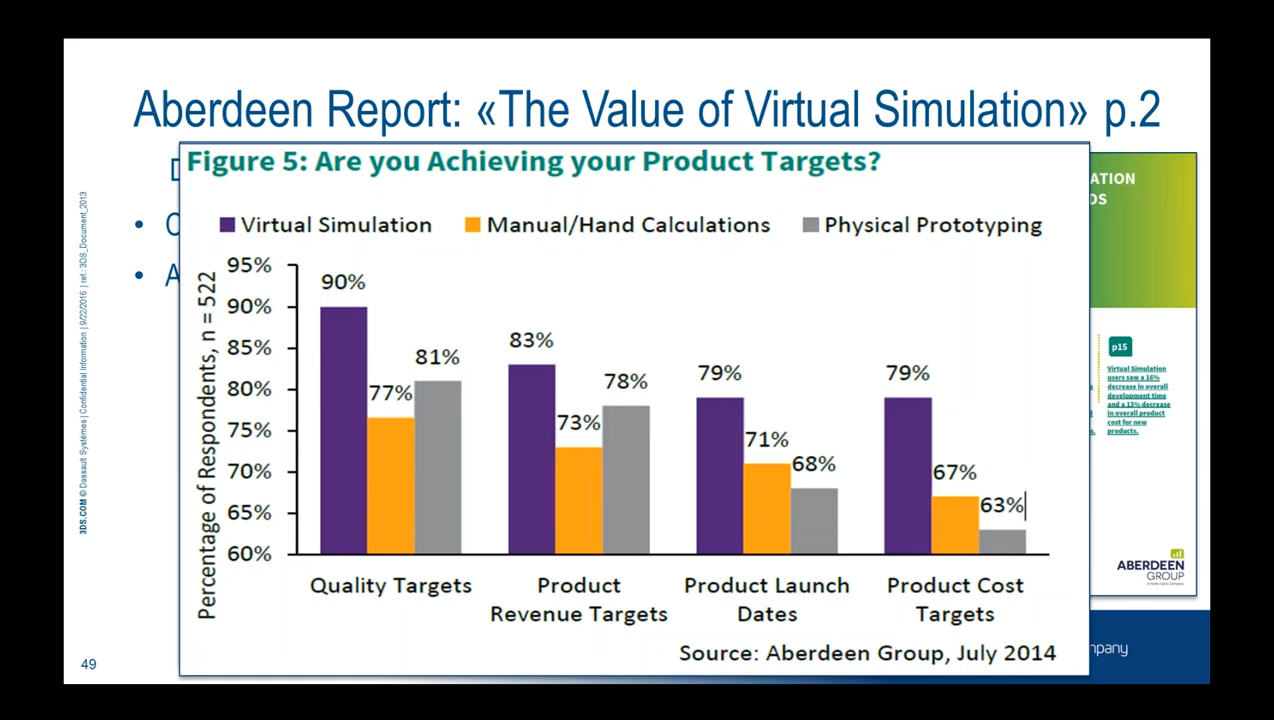 Aberdeen Report: «The Value of Virtual Simulation» p.2
Figure 5: Are you Achieving your Product Targets?
Virtual Simulation Manual/Hand Calculations Physical Prototyping
Percentage of Respondents, n = 522
95%
90%
85%
80%
75%
70%
65%
60%
90%
77%
81%
83%
73%
78%
79%
71%
68%
79%
67%
63%
Quality Targets
Product
Revenue Targets
Product Launch
Dates
Product Cost
Targets
Source: Aberdeen Group, July 2014
ATION
DS
p15
Virtual Simulation
users saw a 16%
decrease in overall
development time
and a 13% decrease
in overall product
cost for new
products.
ABERDEEN
GROUP
mpany
3DS.COM © Dassault Systèmes | Confidential Information | 9/22/2016 | ref.: 3DS_Document_2013
49